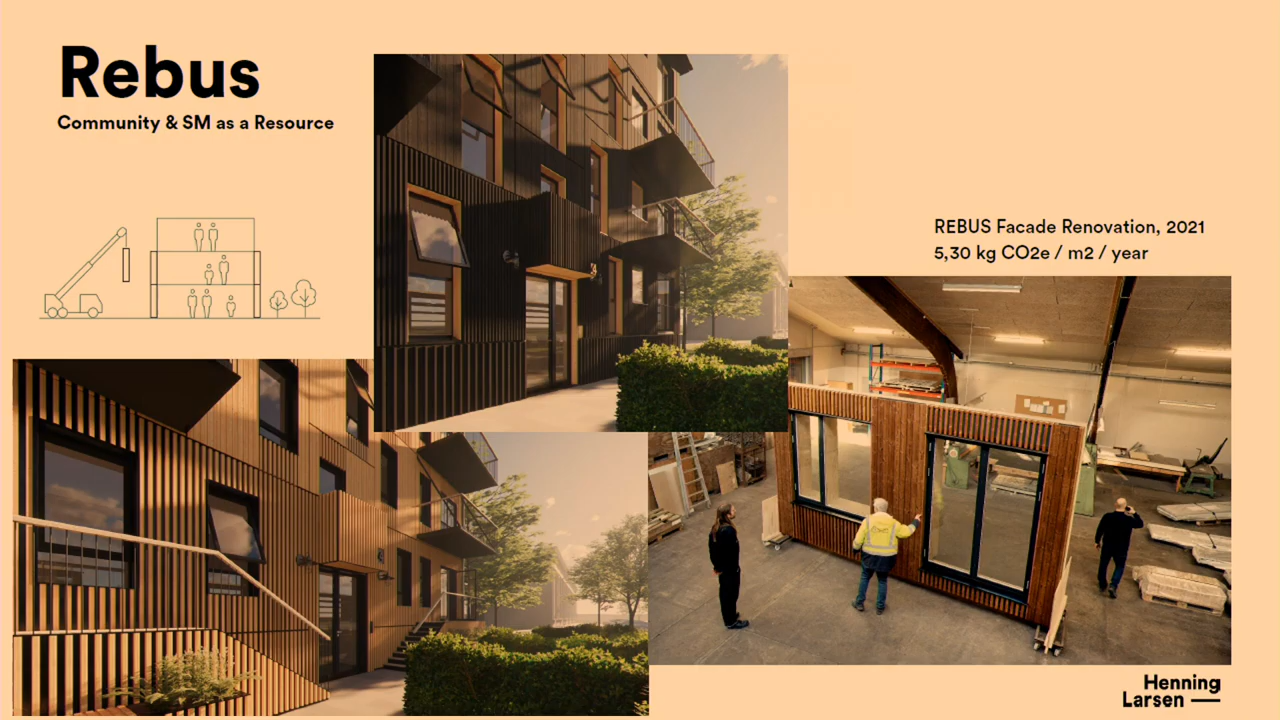 Rebus
Community & SM as a Resource
REBUS Facade Renovation, 2021
5,30 kg CO2e / m2 / year
Henning
Larsen